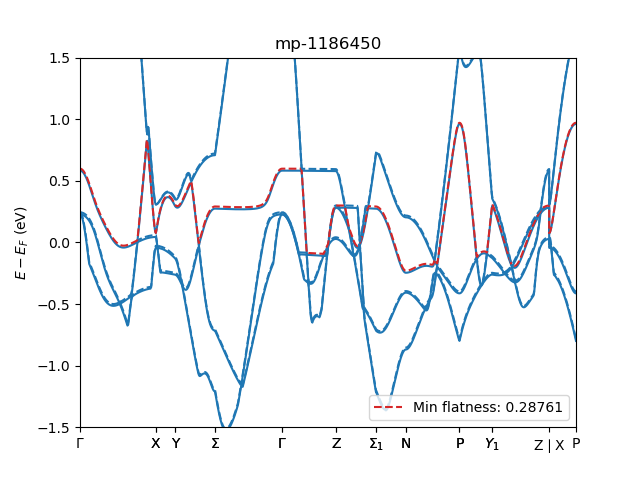 mp-1186450
E − E_F (eV)
1.5
1.0
0.5
0.0
−0.5
−1.0
−1.5
Min flatness: 0.28761
Γ X Y Σ Γ Z Σ₁ N P Y₁ Z | X P